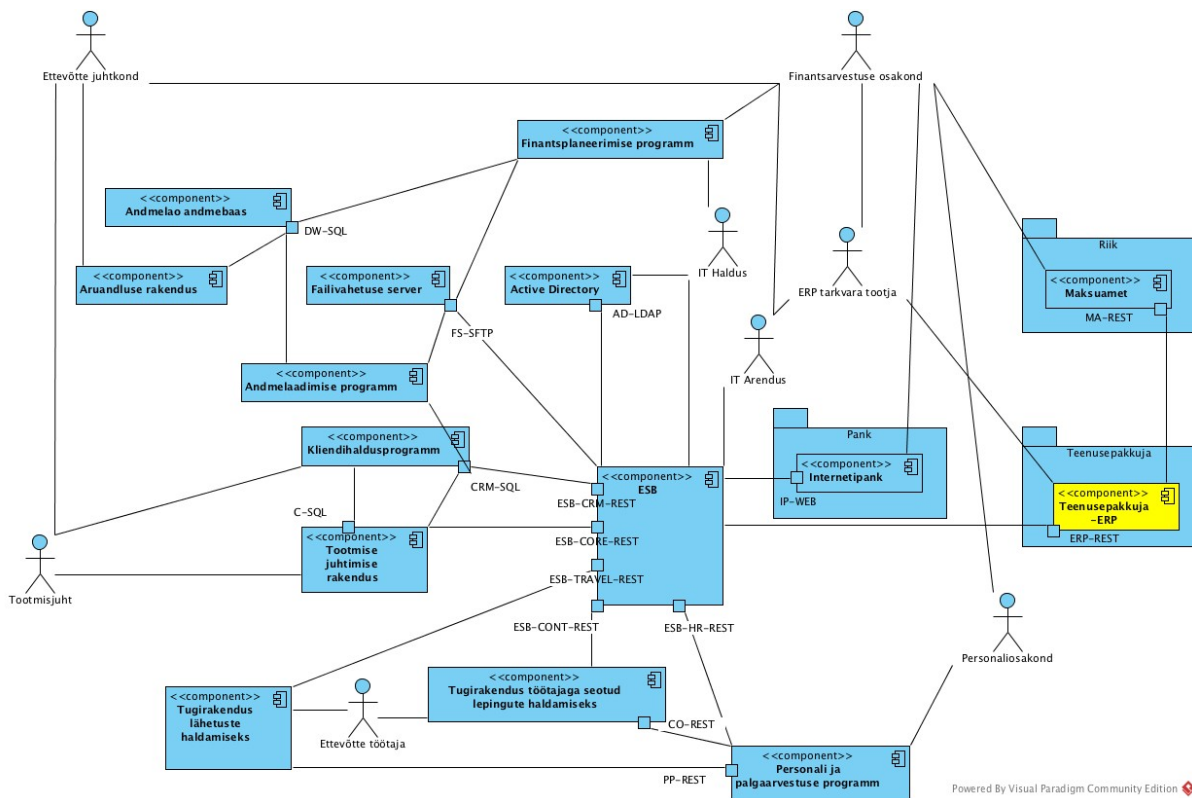 Ettevõtte juhtkond
Finantsarvestuse osakond
<<component>>
Finantsplaneerimise programm
<<component>>
Andmelao andmebaas
DW-SQL
IT Haldus
Riik
<<component>>
Aruandluse rakendus
<<component>>
Failivahetuse server
<<component>>
Active Directory
ERP tarkvara tootja
<<component>>
Maksuamet
FS-SFTP
AD-LDAP
MA-REST
<<component>>
Andmelaadimise programm
IT Arendus
<<component>>
Kliendihaldusprogramm
CRM-SQL
Pank
<<component>>
Internetipank
IP-WEB
Teenusepakkuja
<<component>>
Teenusepakkuja
-ERP
ERP-REST
<<component>>
ESB
ESB-CRM-REST
ESB-CORE-REST
ESB-TRAVEL-REST
ESB-CONT-REST
ESB-HR-REST
C-SQL
<<component>>
Tootmise
juhtimise
rakendus
Tootmisjuht
Personaliosakond
<<component>>
Tugirakendus
lähetuste
haldamiseks
Ettevõtte töötaja
<<component>>
Tugirakendus töötajaga seotud
lepingute haldamiseks
CO-REST
PP-REST
<<component>>
Personali ja
palgaarvestuse programm
Powered By Visual Paradigm Community Edition